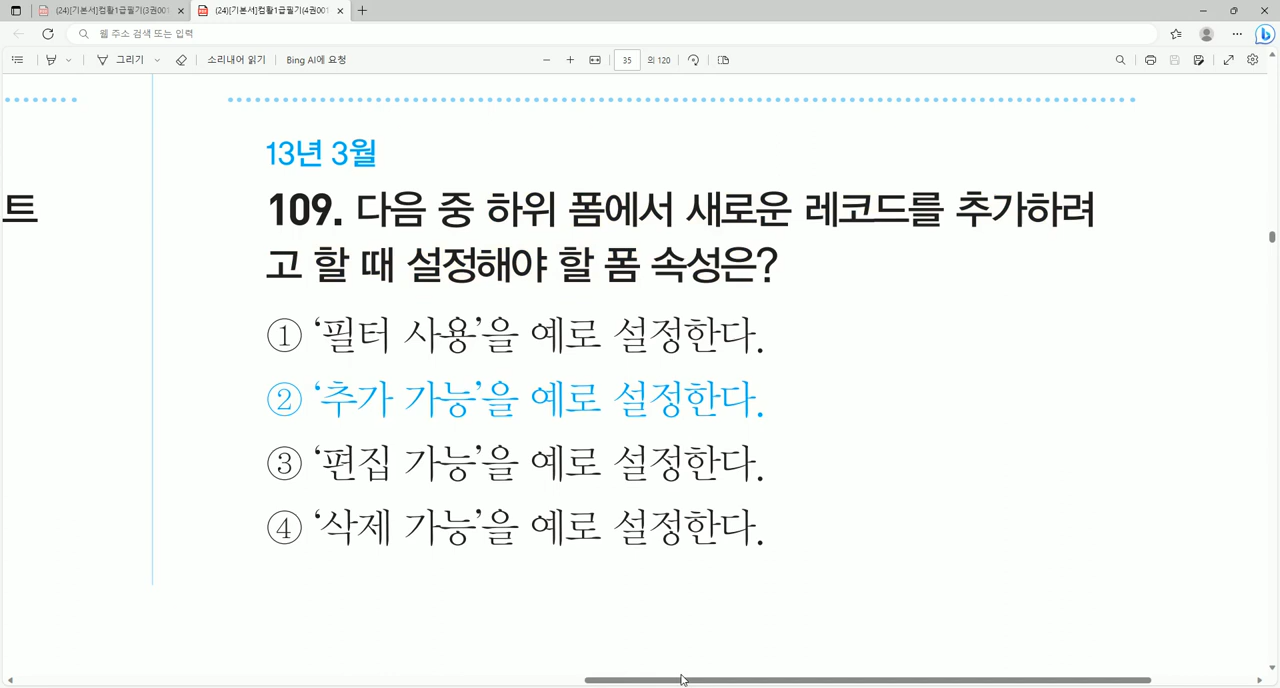 (24)[기본서]컴활1급필기(3권001
(24)[기본서]컴활1급필기(4권001
웹 주소 검색 또는 입력
그리기
소리내어 읽기
Bing AI에 요청
35
외 120
트
13년 3월
109. 다음 중 하위 폼에서 새로운 레코드를 추가하려
고 할 때 설정해야 할 폼 속성은?
① ‘필터 사용’을 예로 설정한다.
② ‘추가 가능’을 예로 설정한다.
③ ‘편집 가능’을 예로 설정한다.
④ ‘삭제 가능’을 예로 설정한다.